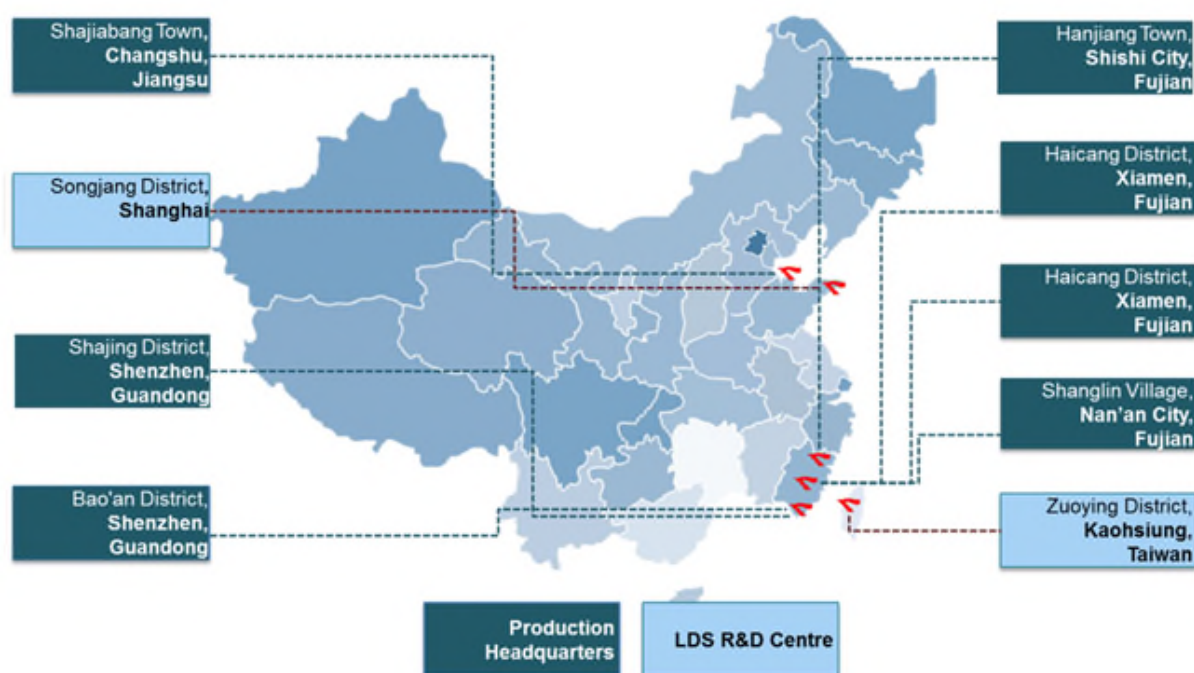 Shajiabang Town,
Changshu,
Jiangsu
Songjang District,
Shanghai
Shajing District,
Shenzhen,
Guandong
Bao'an District,
Shenzhen,
Guandong
Hanjiang Town,
Shishi City,
Fujian
Haicang District,
Xiamen,
Fujian
Haicang District,
Xiamen,
Fujian
Shanglin Village,
Nan'an City,
Fujian
Zuoying District,
Kaohsiung,
Taiwan
Production
Headquarters
LDS R&D Centre